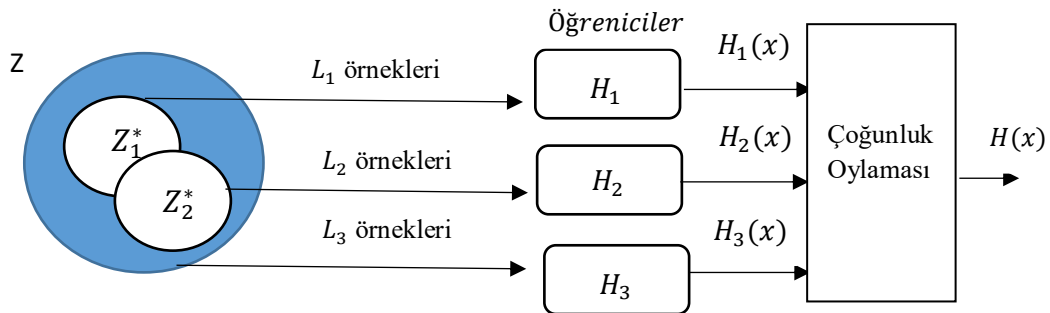 Z
Z₁*
Z₂*
L₁ örnekleri
L₂ örnekleri
L₃ örnekleri
Öğreniciler
H₁
H₂
H₃
H₁(x)
H₂(x)
H₃(x)
Çoğunluk
Oylaması
H(x)